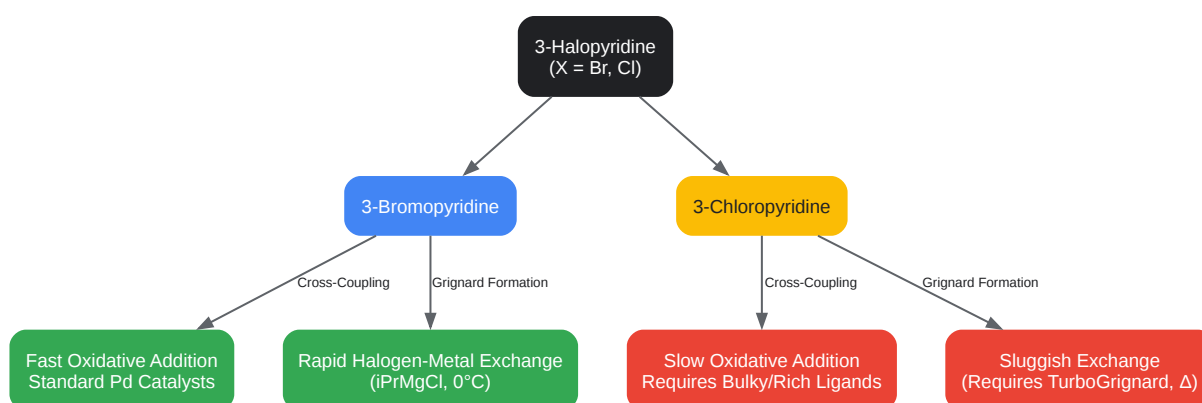 3-Halopyridine
(X = Br, Cl)
3-Bromopyridine
3-Chloropyridine
Cross-Coupling
Grignard Formation
Cross-Coupling
Grignard Formation
Fast Oxidative Addition
Standard Pd Catalysts
Rapid Halogen-Metal Exchange
(iPrMgCl, 0°C)
Slow Oxidative Addition
Requires Bulky/Rich Ligands
Sluggish Exchange
(Requires TurboGrignard, Δ)